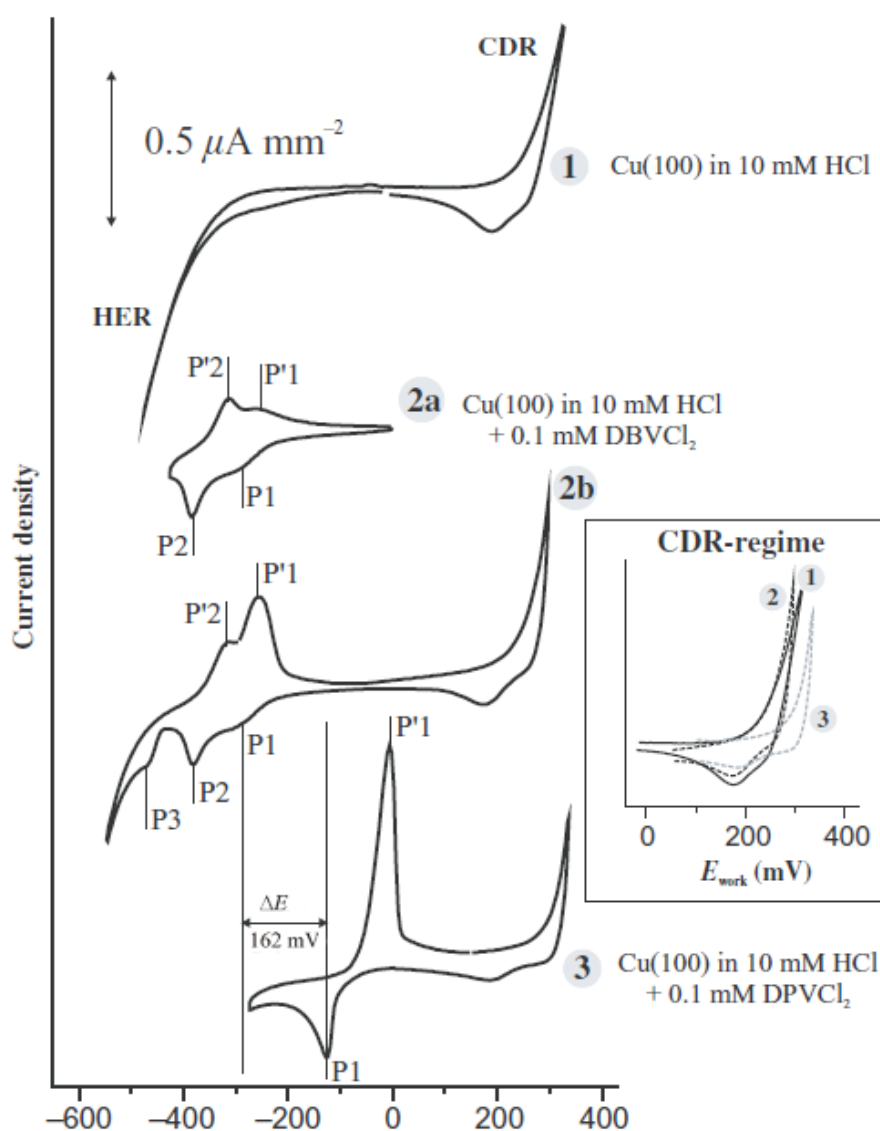 CDR
0.5 μA mm⁻²
1 Cu(100) in 10 mM HCl
HER
P'2
P'1
2a Cu(100) in 10 mM HCl
+ 0.1 mM DBVCl₂
P1
P2
2b
Current density
P'1
P'2
P1
P2
P3
CDR-regime
2
1
3
0 200 400
E_work (mV)
P'1
ΔE
162 mV
3 Cu(100) in 10 mM HCl
+ 0.1 mM DPVCl₂
P1
−600 −400 −200 0 200 400